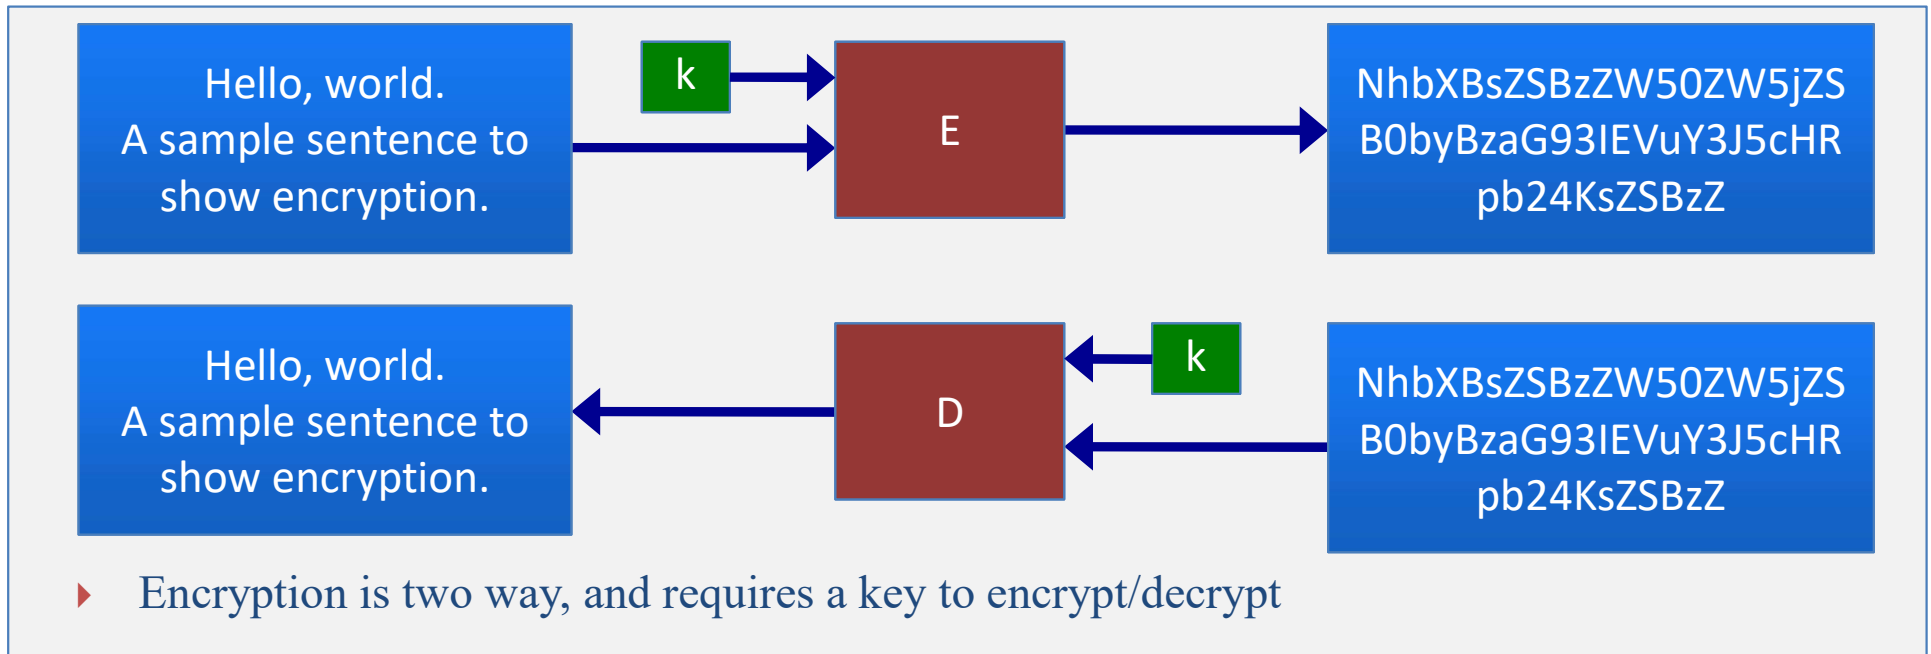 Hello, world.
A sample sentence to
show encryption.
k
E
NhbXBsZSBzZW50ZW5jZS
B0byBzaG93IEVuY3J5cHR
pb24KsZSBzZ
Hello, world.
A sample sentence to
show encryption.
D
k
NhbXBsZSBzZW50ZW5jZS
B0byBzaG93IEVuY3J5cHR
pb24KsZSBzZ
Encryption is two way, and requires a key to encrypt/decrypt